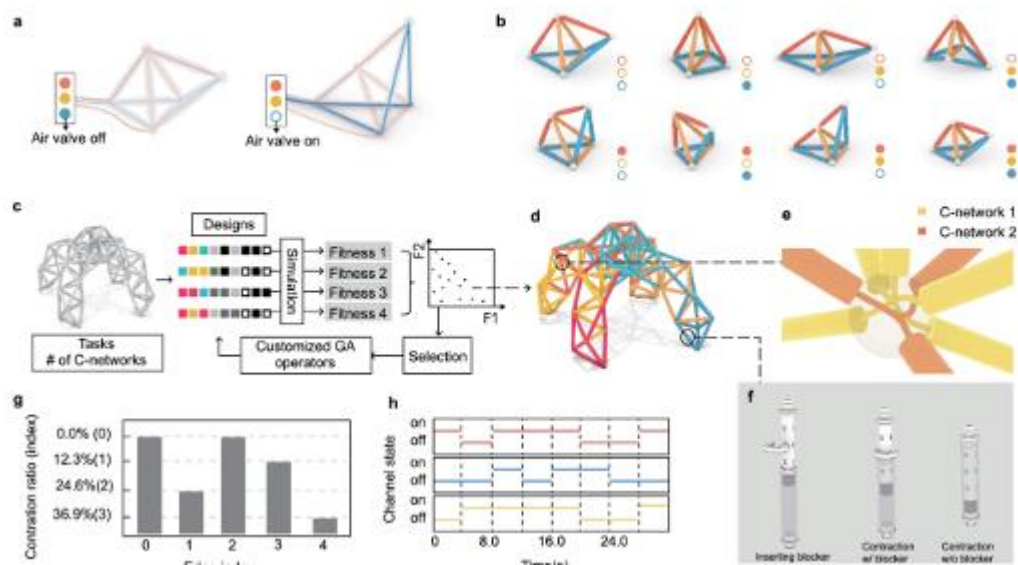 a
Air valve off
Air valve on
b
c
Designs
Tasks
# of C-networks
Simulation
Fitness 1
Fitness 2
Fitness 3
Fitness 4
F2
F1
Selection
Customized GA
operators
d
e
C-network 1
C-network 2
f
Inserting blocker
Contraction
w/ blocker
Contraction
w/o blocker
g
Contration ratio (index)
0.0% (0)
12.3%(1)
24.6%(2)
36.9%(3)
0 1 2 3 4
h
Channel state
on
off
on
off
on
off
0 8.0 16.0 24.0